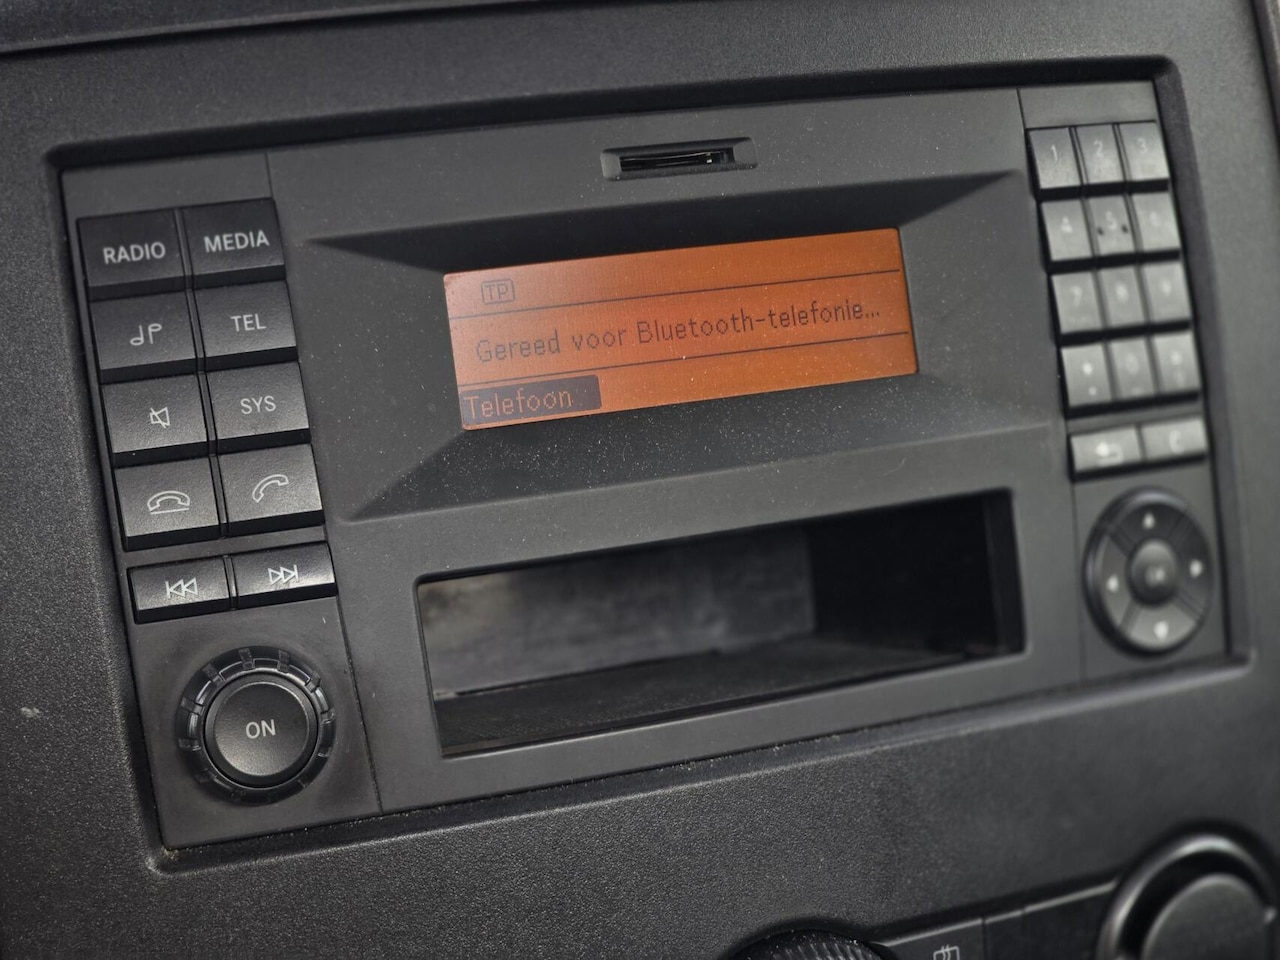 RADIO
MEDIA
TEL
SYS
ON
TP
Gereed voor Bluetooth-telefonie...
Telefoon
1 2 3
4 5 6
7 8 9
C